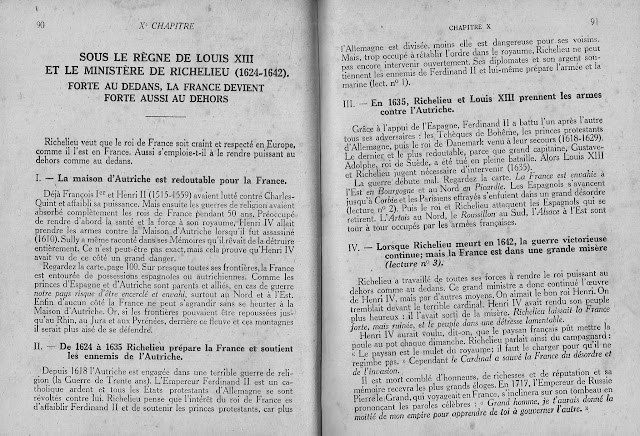 90
Xe CHAPITRE
SOUS LE RÈGNE DE LOUIS XIII
ET LE MINISTÈRE DE RICHELIEU (1624-1642).
FORTE AU DEDANS, LA FRANCE DEVIENT
FORTE AUSSI AU DEHORS
Richelieu veut que le roi de France soit craint et respecté en Europe,
comme il l'est en France. Aussi s'emploie-t-il à le rendre puissant au
dehors comme au dedans.
I. — La maison d'Autriche est redoutable pour la France.
Déjà François Ier et Henri II (1515-1559) avaient lutté contre Charles-
Quint et affaibli sa puissance. Mais ensuite les guerres de religion avaient
absorbé complètement les rois de France pendant 50 ans. Préoccupé
de rendre d'abord la santé et la force à son royaume, Henri IV allait
prendre les armes contre la Maison d'Autriche lorsqu'il fut assassiné
(1610). Sully a même raconté dans ses Mémoires qu'il rêvait de la détruire
entièrement. Ce n'est peut-être pas exact, mais cela prouve qu'Henri IV
avait vu de ce côté un grand danger.
Regardez la carte, page 100. Sur presque toutes ses frontières, la France
est entourée de possessions espagnoles ou autrichiennes. Comme les
princes d'Espagne et d'Autriche sont parents et alliés, en cas de guerre
notre pays risque d'être encerclé et envahi, surtout au Nord et à l'Est.
Enfin d'aucun côté la France ne peut s'agrandir sans se heurter à la
Maison d'Autriche. Or, si les frontières pouvaient être repoussées jus-
qu'au Rhin, au Jura et aux Pyrénées, derrière ce fleuve et ces montagnes
il serait plus aisé de se défendre.
II. — De 1624 à 1635 Richelieu prépare la France et soutient
les ennemis de l'Autriche.
Depuis 1618 l'Autriche est engagée dans une terrible guerre de reli-
gion (la Guerre de Trente ans). L'Empereur Ferdinand II est un ca-
tholique ardent et tous les Etats protestants d'Allemagne se sont
révoltés contre lui. Richelieu pense que l'intérêt du roi de France est
d'affaiblir Ferdinand II et de soutenir les princes protestants, car plus
CHAPITRE X
91
l'Allemagne est divisée, moins elle est dangereuse pour ses voisins.
Mais, trop occupé à rétablir l'ordre dans le royaume, Richelieu ne peut
pas encore intervenir ouvertement. Ses diplomates et son argent sou-
tiennent les ennemis de Ferdinand II et lui-même prépare l'armée et la
marine (lect. no 1).
III. — En 1635, Richelieu et Louis XIII prennent les armes
contre l'Autriche.
Grâce à l'appui de l'Espagne, Ferdinand II a battu l'un après l'autre
tous ses adversaires : les Tchèques de Bohême, les princes protestants
d'Allemagne, puis le roi de Danemark venu à leur secours (1618-1629).
Le dernier et le plus redoutable, parce que grand capitaine, Gustave-
Adolphe, roi de Suède, a été tué en pleine bataille. Alors Louis XIII
et Richelieu jugent nécessaire d'intervenir (1635).
La guerre débute mal. Regardez la carte. La France est envahie à
l'Est en Bourgogne et au Nord en Picardie. Les Espagnols s'avancent
jusqu'à Corbie et les Parisiens effrayés s'enfuient dans un grand désordre
(lecture no 2). Puis le roi et Richelieu attaquent les Espagnols qui se
retirent. L'Artois au Nord, le Roussillon au Sud, l'Alsace à l'Est sont
tour à tour occupés par les armées françaises.
IV. — Lorsque Richelieu meurt en 1642, la guerre victorieuse
continue; mais la France est dans une grande misère
(lecture no 3).
Richelieu a travaillé de toutes ses forces à rendre le roi puissant au
dehors comme au dedans. Ce grand ministre a donc continué l'œuvre
de Henri IV, mais par d'autres moyens. On aimait le bon roi Henri. On
tremblait devant le terrible cardinal. Henri IV avait rendu son peuple
plus heureux : il l'avait sorti de la misère. Richelieu laissait la France
forte, mais ruinée, et le peuple dans une détresse lamentable.
Henri IV aurait voulu, dit-on, que le paysan français pût mettre la
poule au pot chaque dimanche. Richelieu parlait ainsi du campagnard :
« Le paysan est le mulet du royaume; il faut le charger pour qu'il ne
regimbe pas. » Cependant le Cardinal a sauvé la France du désordre et
de l'invasion.
Il est mort comblé d'honneurs, de richesses et de réputation et sa
mémoire recevra les plus grands éloges. En 1717, l'Empereur de Russie
Pierre le Grand, qui voyageait en France, s'inclinera sur son tombeau en
prononçant les paroles célèbres : « Grand homme, je t'aurais donné la
moitié de mon empire pour apprendre de toi à gouverner l'autre. »